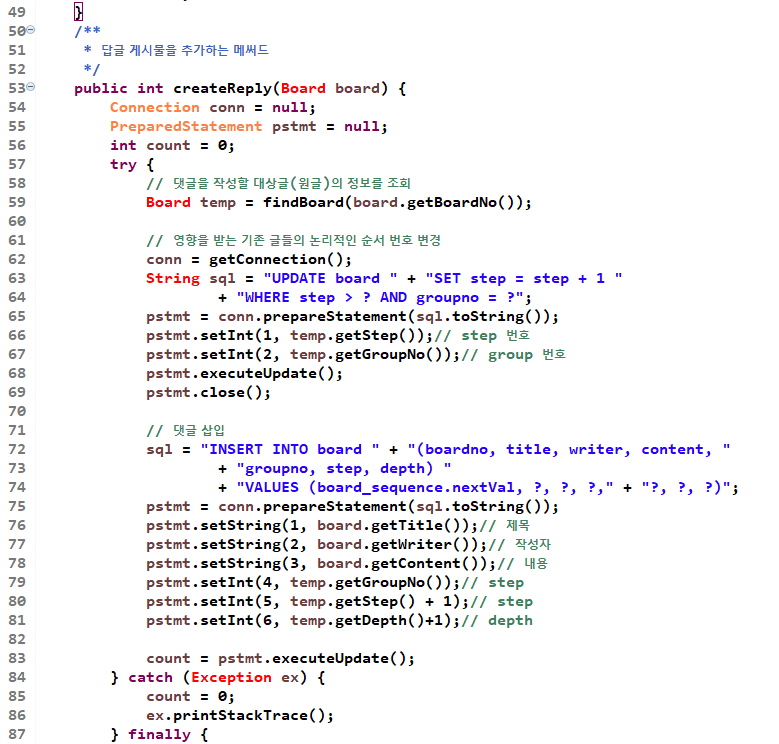 49 }
50 /**
51 * 답글 게시물을 추가하는 메써드
52 */
53 public int createReply(Board board) {
54 Connection conn = null;
55 PreparedStatement pstmt = null;
56 int count = 0;
57 try {
58 // 댓글을 작성할 대상글(원글)의 정보를 조회
59 Board temp = findBoard(board.getBoardNo());
60
61 // 영향을 받는 기존 글들의 논리적인 순서 번호 변경
62 conn = getConnection();
63 String sql = "UPDATE board " + "SET step = step + 1 "
64 + "WHERE step > ? AND groupno = ?";
65 pstmt = conn.prepareStatement(sql.toString());
66 pstmt.setInt(1, temp.getStep());// step 번호
67 pstmt.setInt(2, temp.getGroupNo());// group 번호
68 pstmt.executeUpdate();
69 pstmt.close();
70
71 // 댓글 삽입
72 sql = "INSERT INTO board " + "(boardno, title, writer, content, "
73 + "groupno, step, depth) "
74 + "VALUES (board_sequence.nextVal, ?, ?, ?," + "?, ?, ?)";
75 pstmt = conn.prepareStatement(sql.toString());
76 pstmt.setString(1, board.getTitle());// 제목
77 pstmt.setString(2, board.getWriter());// 작성자
78 pstmt.setString(3, board.getContent());// 내용
79 pstmt.setInt(4, temp.getGroupNo());// step
80 pstmt.setInt(5, temp.getStep() + 1);// step
81 pstmt.setInt(6, temp.getDepth()+1);// depth
82
83 count = pstmt.executeUpdate();
84 } catch (Exception ex) {
85 count = 0;
86 ex.printStackTrace();
87 } finally {